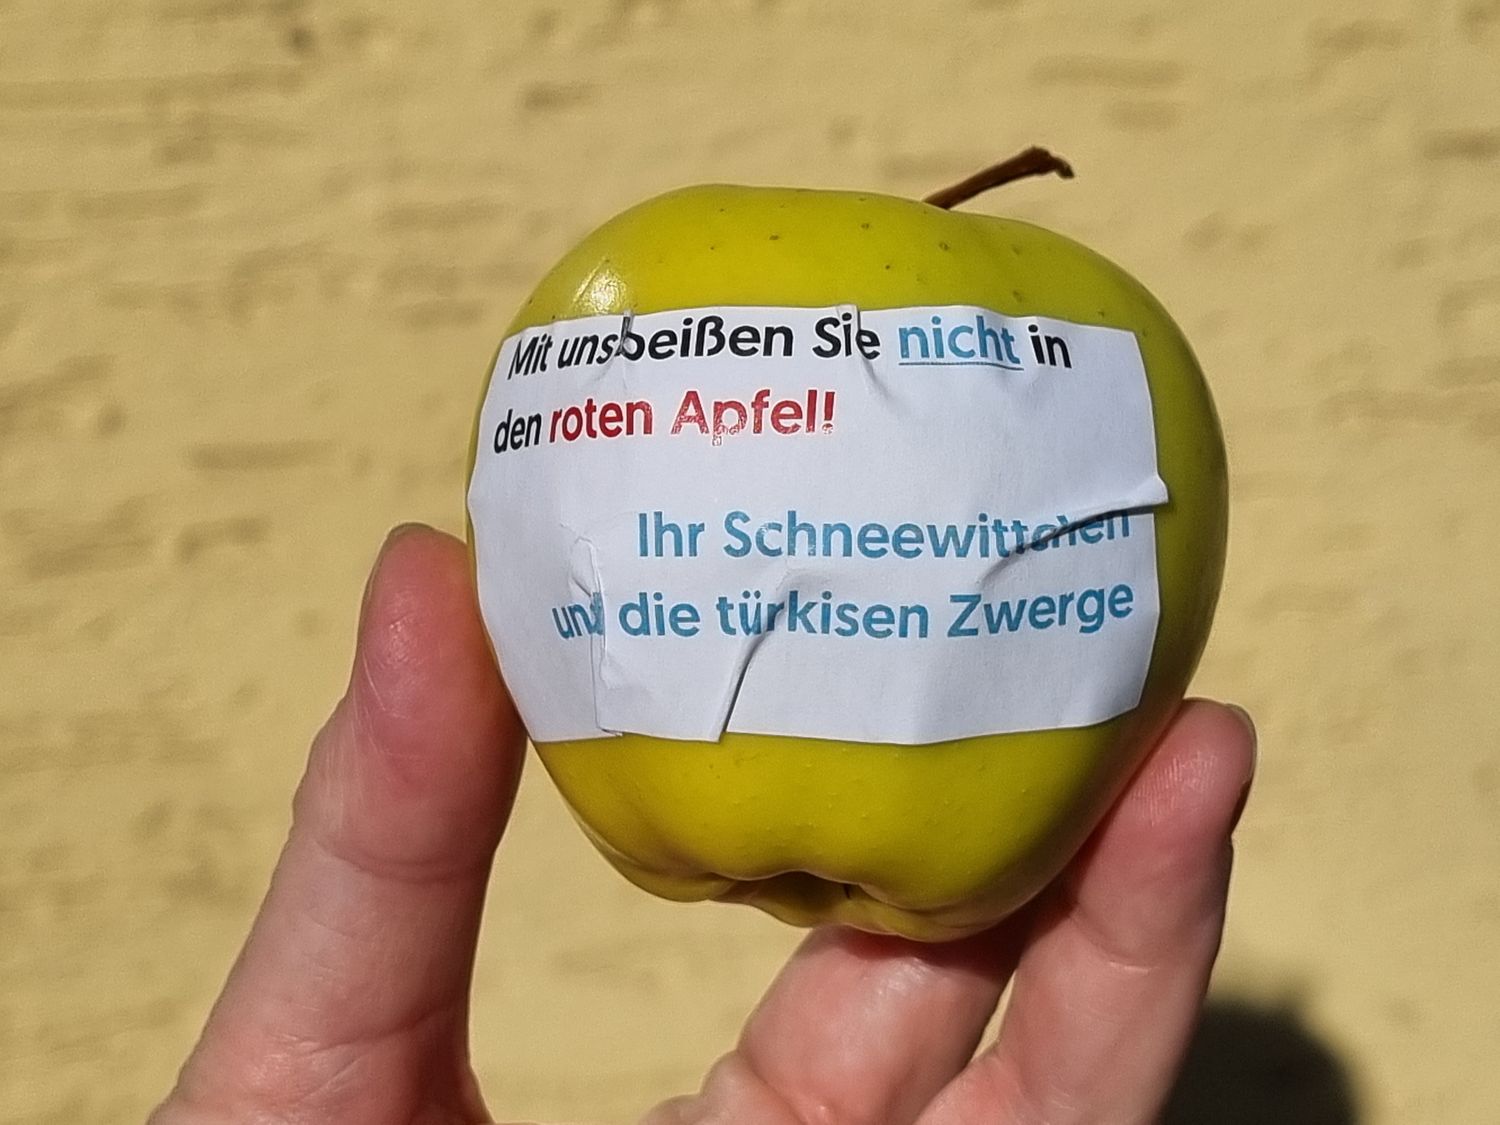 Mit uns beißen Sie nicht in
den roten Apfel!
Ihr Schneewittchen
und die türkisen Zwerge